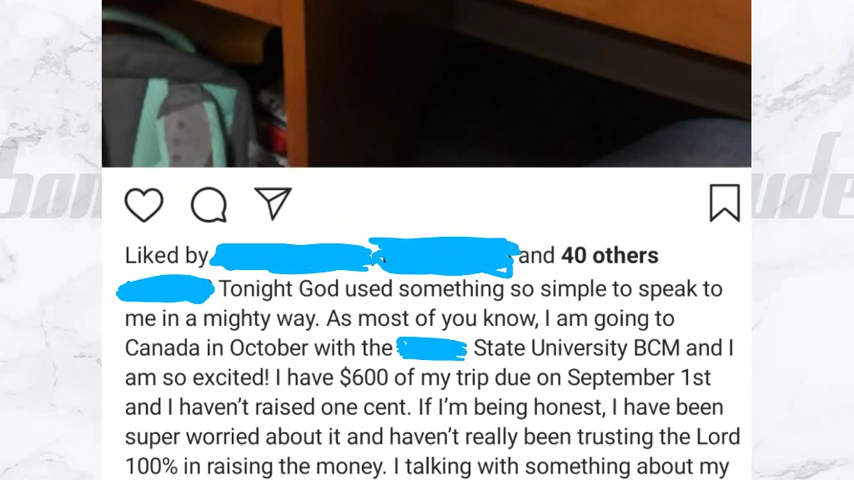 Liked by and 40 others
Tonight God used something so simple to speak to
me in a mighty way. As most of you know, I am going to
Canada in October with the State University BCM and I
am so excited! I have $600 of my trip due on September 1st
and I haven't raised one cent. If I'm being honest, I have been
super worried about it and haven't really been trusting the Lord
100% in raising the money. I talking with something about my